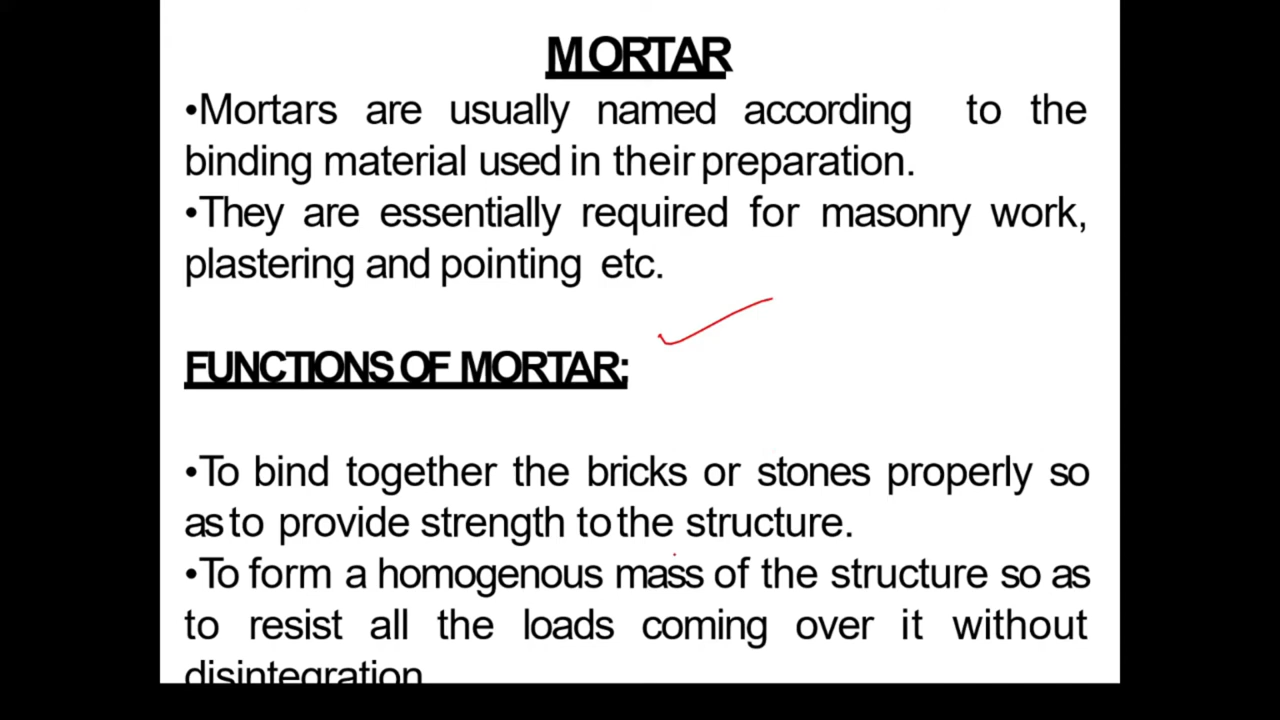 MORTAR
•Mortars are usually named according to the
binding material used in their preparation.
•They are essentially required for masonry work,
plastering and pointing etc.
FUNCTIONS OF MORTAR:
•To bind together the bricks or stones properly so
as to provide strength to the structure.
•To form a homogenous mass of the structure so as
to resist all the loads coming over it without
disintegration